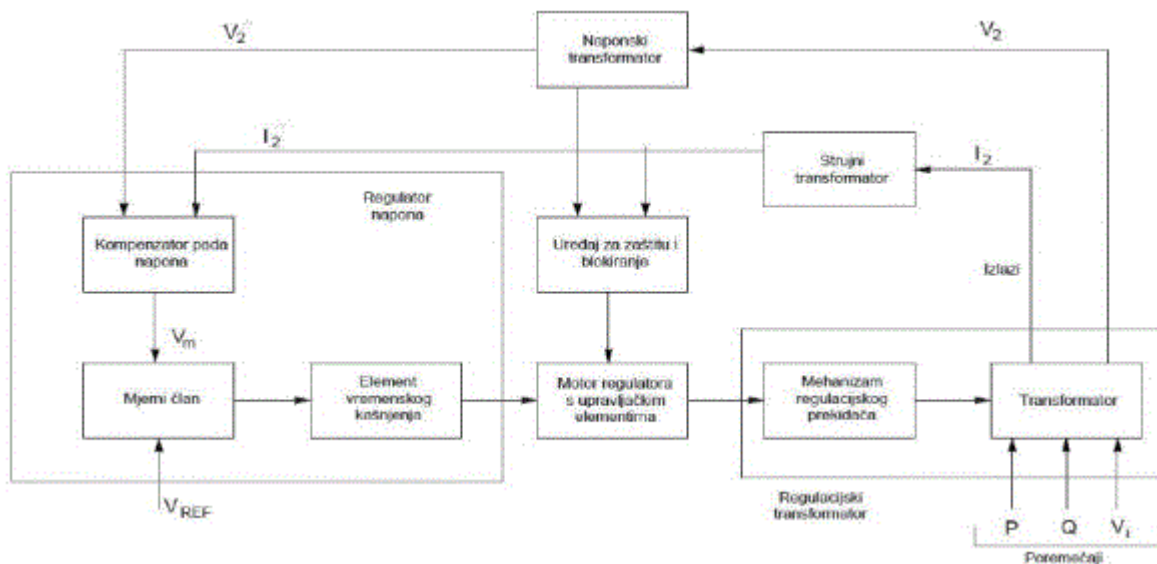 V2"
Naponski
transformator
V2
I2"
Strujni
transformator
I2
Regulator
napona
Kompenzator pada
napona
Uređaj za zaštitu i
blokiranje
Izlazi
Vm
Mjerni član
Element
vremenskog
kašnjenja
Motor regulatora
s upravljačkim
elementima
Mehanizam
regulacijskog
prekidača
Transformator
VREF
Regulacijski
transformator
P Q V1
Poremećaji